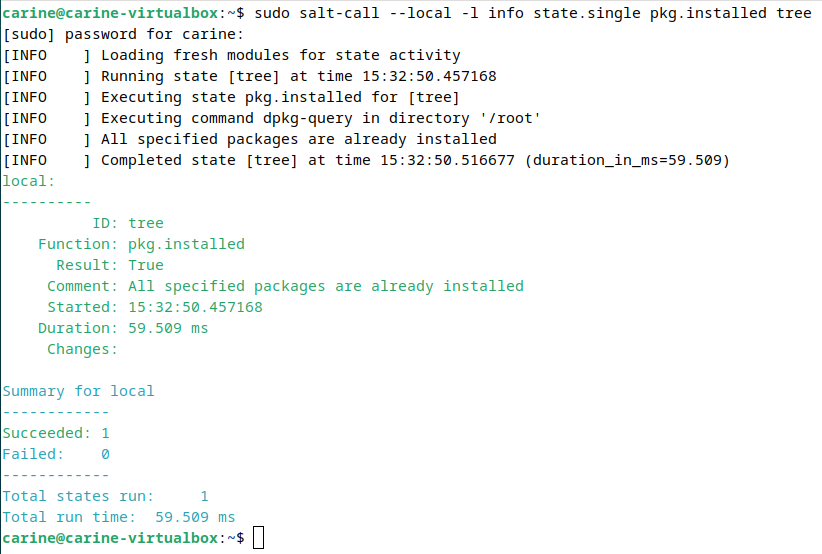 carine@carine-virtualbox:~$ sudo salt-call --local -l info state.single pkg.installed tree
[sudo] password for carine:
[INFO    ] Loading fresh modules for state activity
[INFO    ] Running state [tree] at time 15:32:50.457168
[INFO    ] Executing state pkg.installed for [tree]
[INFO    ] Executing command dpkg-query in directory '/root'
[INFO    ] All specified packages are already installed
[INFO    ] Completed state [tree] at time 15:32:50.516677 (duration_in_ms=59.509)
local:
----------
          ID: tree
    Function: pkg.installed
      Result: True
     Comment: All specified packages are already installed
     Started: 15:32:50.457168
    Duration: 59.509 ms
     Changes:

Summary for local
------------
Succeeded: 1
Failed:    0
------------
Total states run:     1
Total run time:  59.509 ms
carine@carine-virtualbox:~$